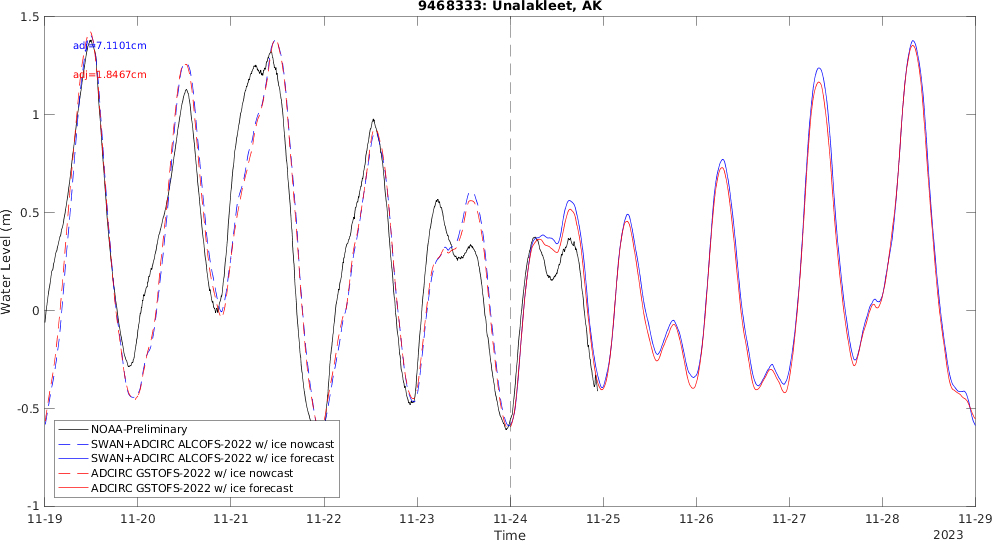 9468333: Unalakleet, AK
1.5
adj=7.1101cm
adj=1.8467cm
1
0.5
Water Level (m)
0
-0.5
NOAA-Preliminary
SWAN+ADCIRC ALCOFS-2022 w/ ice nowcast
SWAN+ADCIRC ALCOFS-2022 w/ ice forecast
ADCIRC GSTOFS-2022 w/ ice nowcast
ADCIRC GSTOFS-2022 w/ ice forecast
-1
11-19 11-20 11-21 11-22 11-23 11-24 11-25 11-26 11-27 11-28 11-29
Time 2023